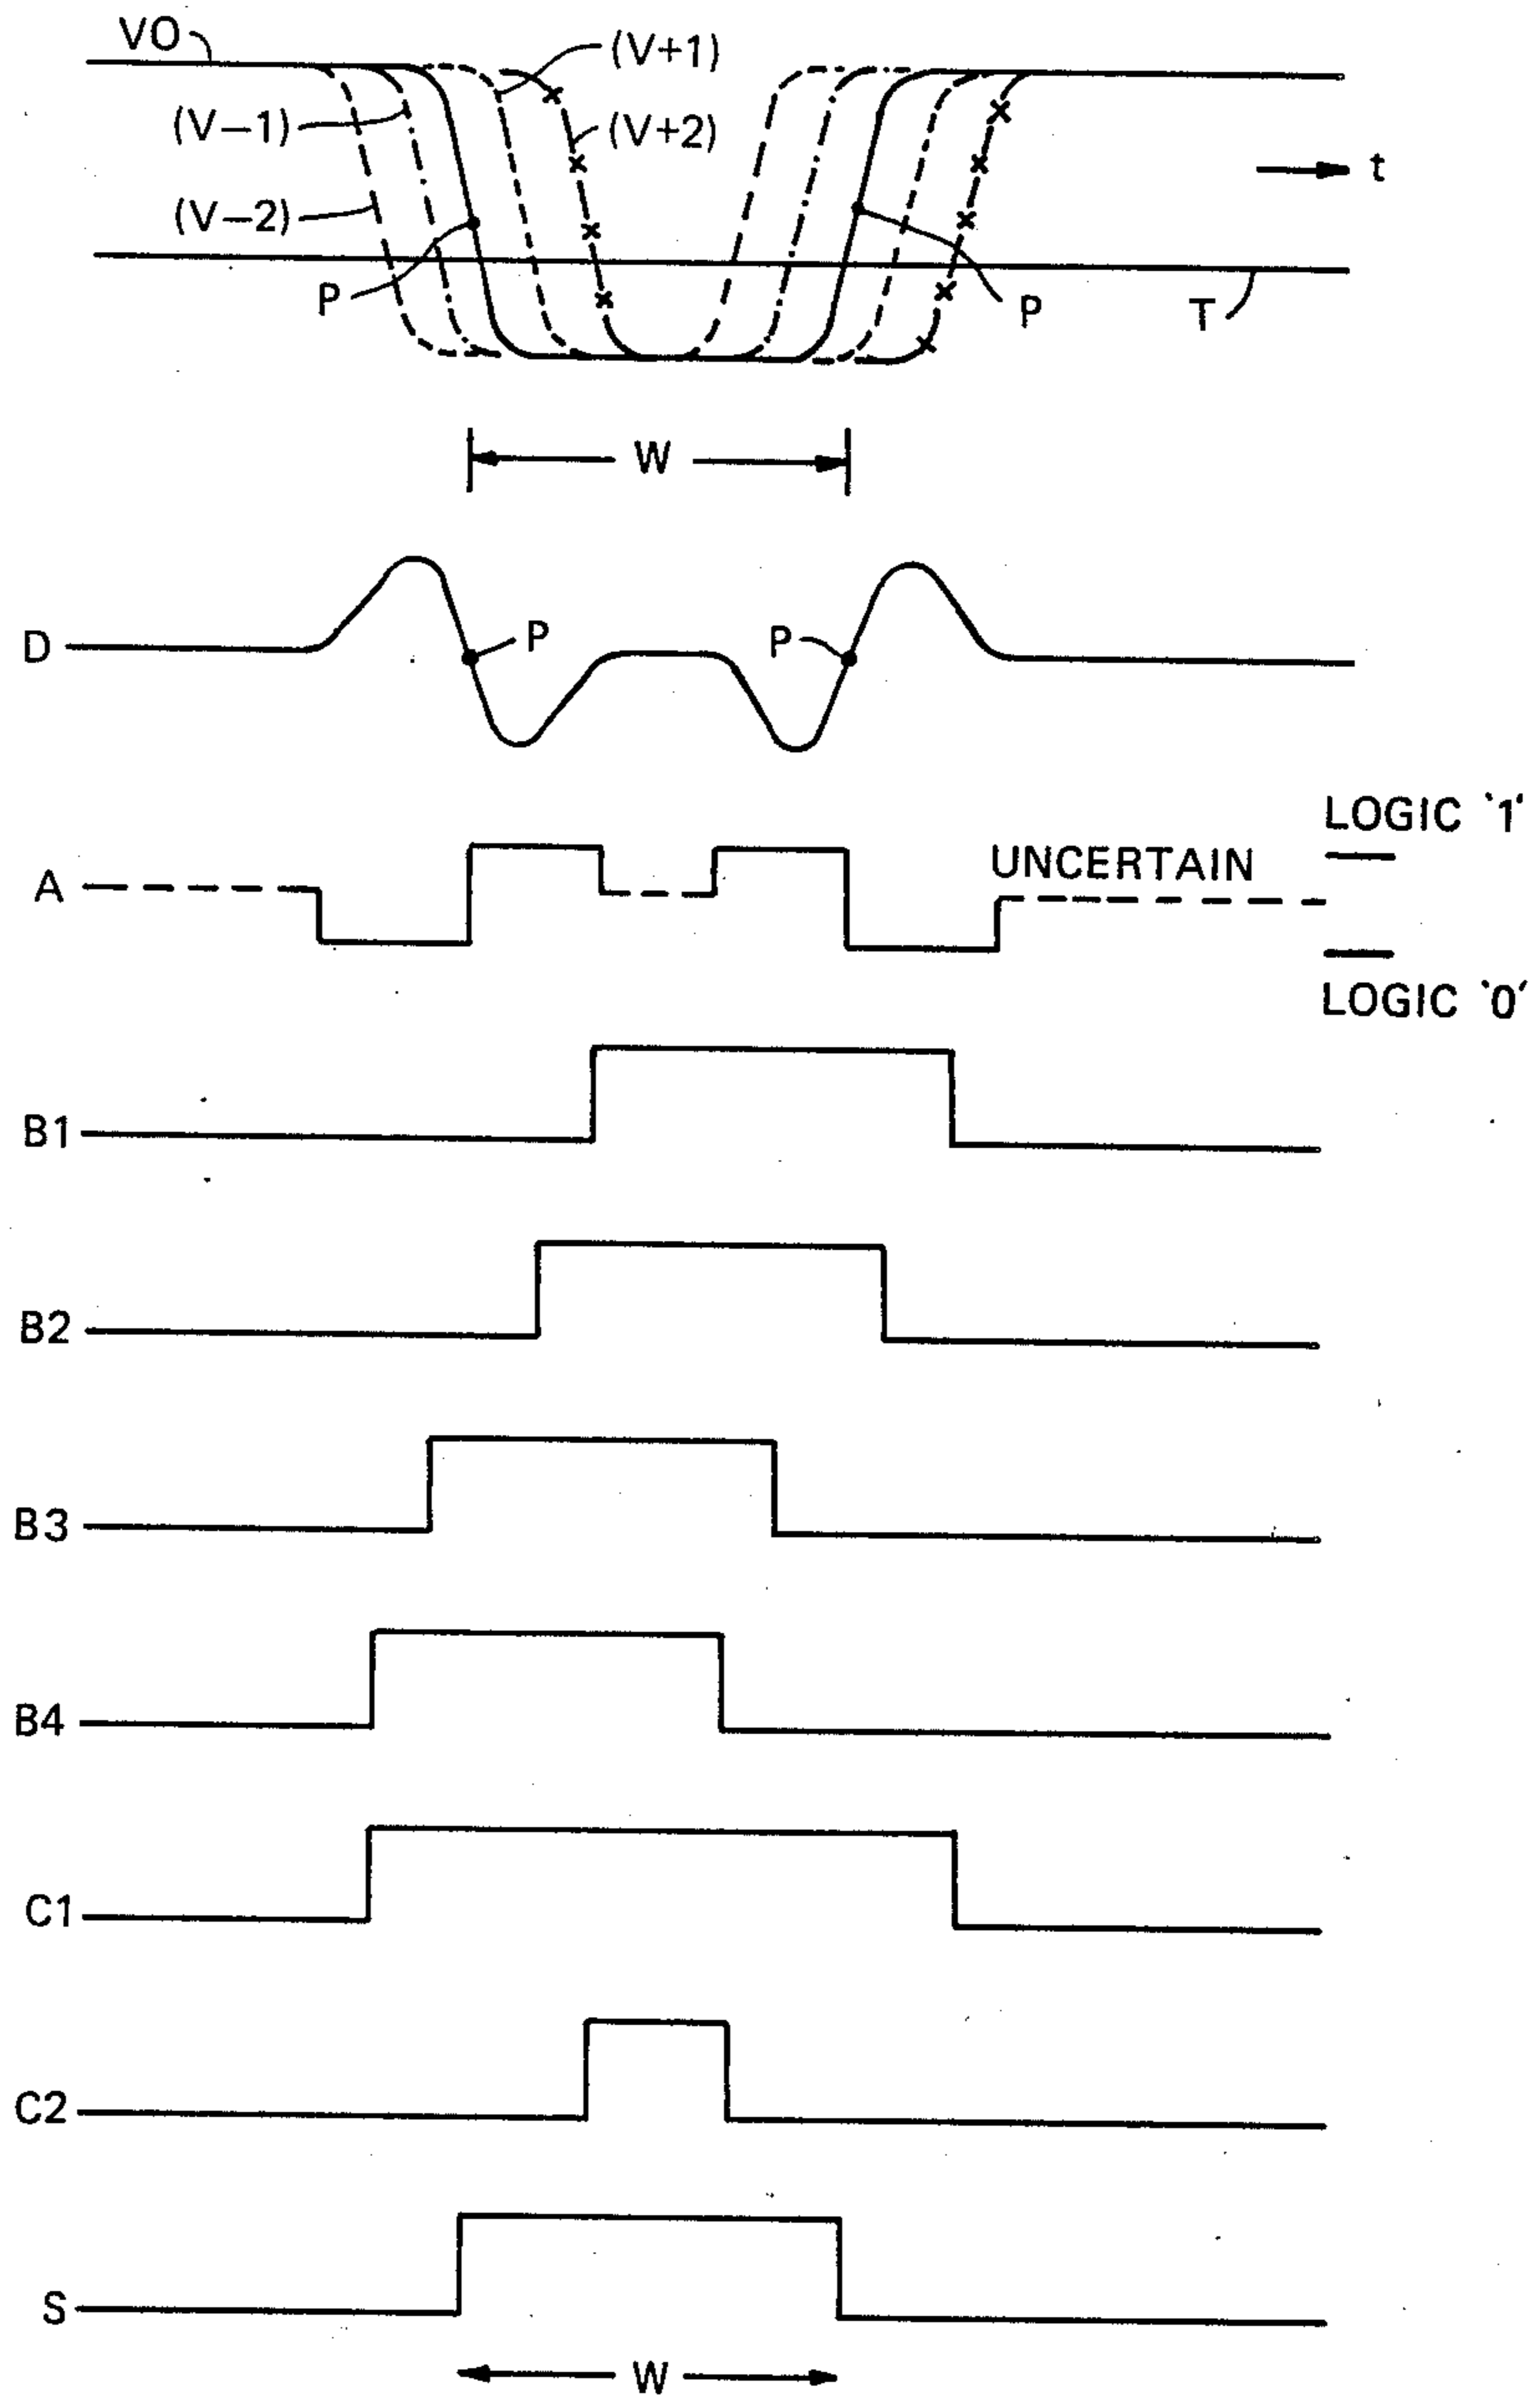 VO
(V+1)
(V−1)
(V+2)
t
(V−2)
P
P
T
W
D
P
P
LOGIC '1'
UNCERTAIN
A
LOGIC '0'
B1
B2
B3
B4
C1
C2
S
W